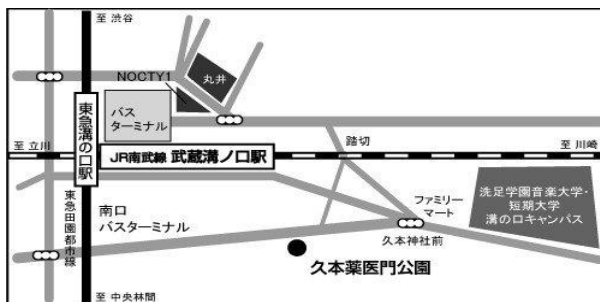 至 渋谷
NOCTY1
丸井
バス
ターミナル
東急溝の口駅
至 立川
JR南武線 武蔵溝ノ口駅
踏切
至 川崎
東急田園都市線
南口
バスターミナル
ファミリー
マート
久本神社前
洗足学園音楽大学・
短期大学
溝の口キャンパス
久本薬医門公園
至 中央林間